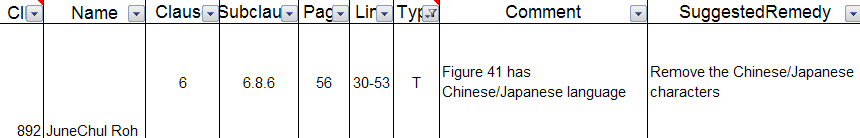 Cl Name Claus Subclau Pag Lin Typ Comment SuggestedRemedy
6 6.8.6 56 30-53 T Figure 41 has Remove the Chinese/Japanese
Chinese/Japanese language characters
892 JuneChul Roh